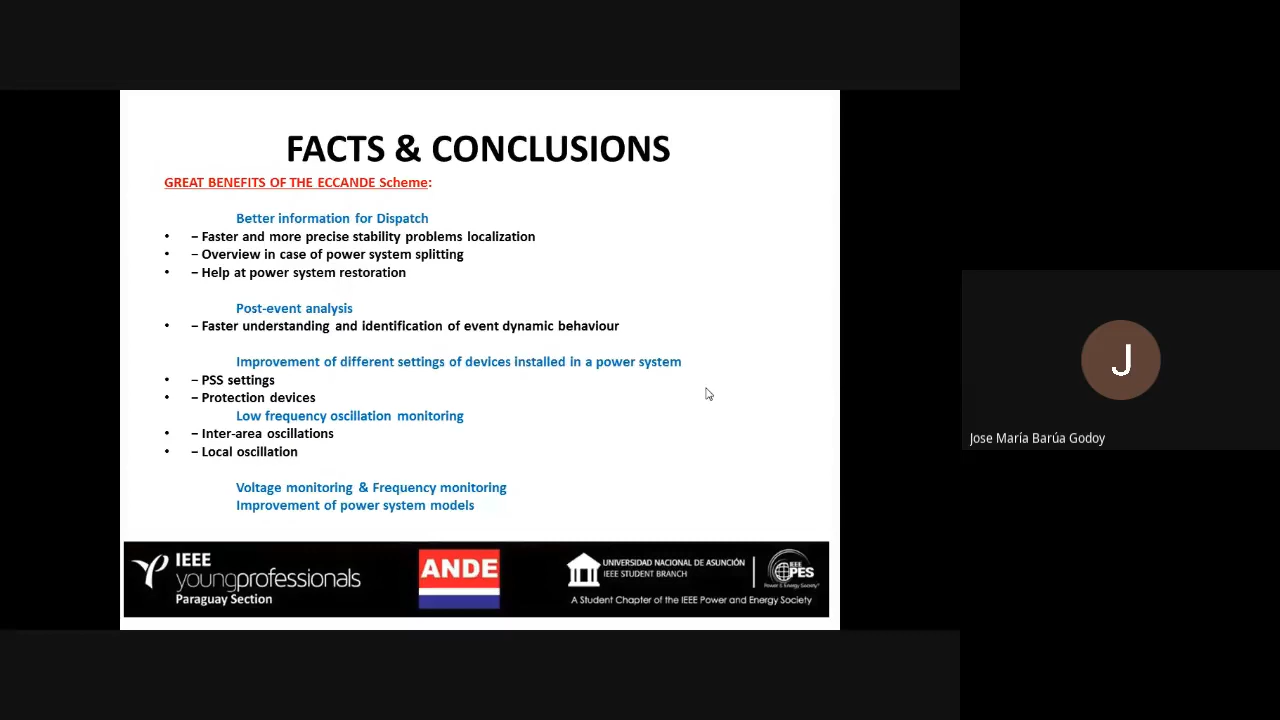 FACTS & CONCLUSIONS
GREAT BENEFITS OF THE ECCANDE Scheme:
Better information for Dispatch
• – Faster and more precise stability problems localization
• – Overview in case of power system splitting
• – Help at power system restoration
Post-event analysis
• – Faster understanding and identification of event dynamic behaviour
Improvement of different settings of devices installed in a power system
• – PSS settings
• – Protection devices
Low frequency oscillation monitoring
• – Inter-area oscillations
• – Local oscillation
Voltage monitoring & Frequency monitoring
Improvement of power system models
IEEE
youngprofessionals
Paraguay Section
ANDE
UNIVERSIDAD NACIONAL DE ASUNCIÓN
IEEE STUDENT BRANCH
IEEE
PES
Power & Energy Society®
A Student Chapter of the IEEE Power and Energy Society
J
Jose María Barúa Godoy